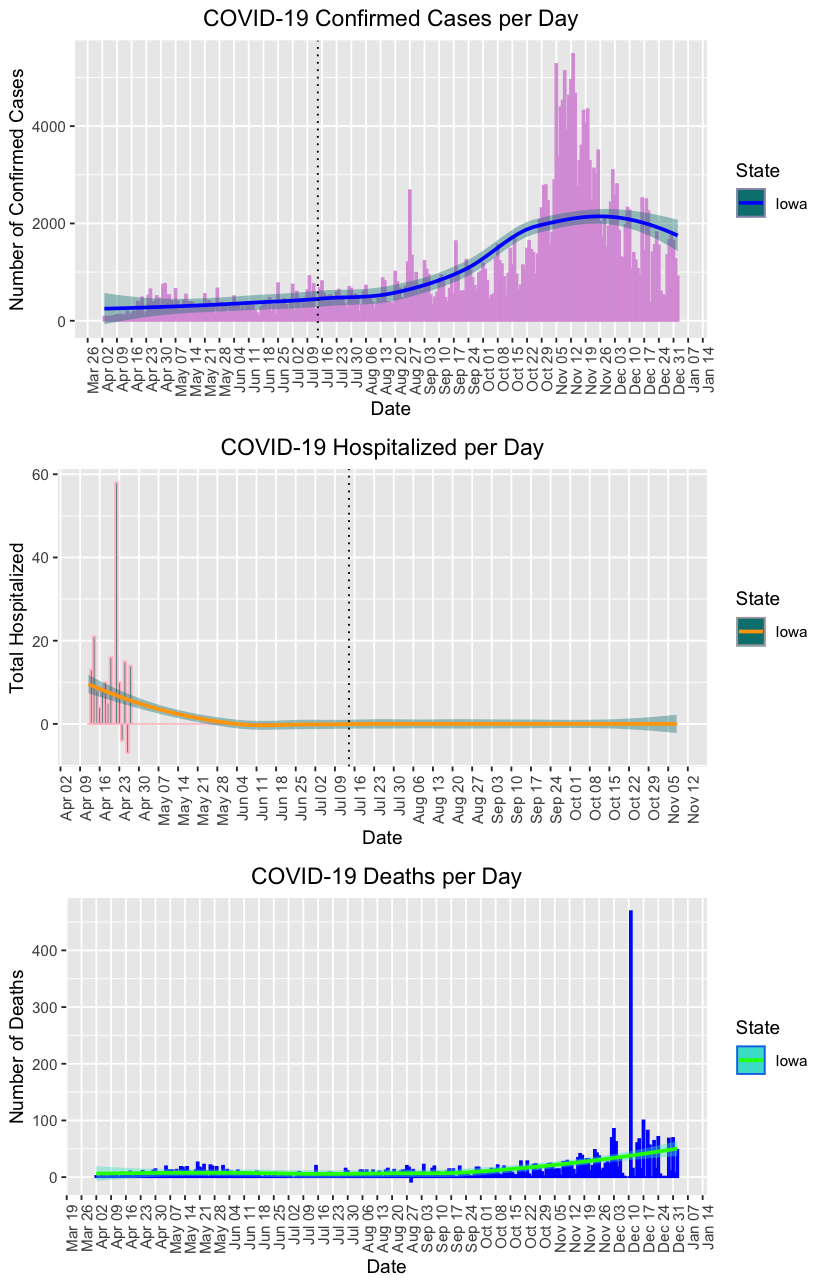 COVID-19 Confirmed Cases per Day
Number of Confirmed Cases
4000
2000
0
Mar 26
Apr 02
Apr 09
Apr 16
Apr 23
Apr 30
May 07
May 14
May 21
May 28
Jun 04
Jun 11
Jun 18
Jun 25
Jul 02
Jul 09
Jul 16
Jul 23
Jul 30
Aug 06
Aug 13
Aug 20
Aug 27
Sep 03
Sep 10
Sep 17
Sep 24
Oct 01
Oct 08
Oct 15
Oct 22
Oct 29
Nov 05
Nov 12
Nov 19
Nov 26
Dec 03
Dec 10
Dec 17
Dec 24
Dec 31
Jan 07
Jan 14
Date
State
Iowa
COVID-19 Hospitalized per Day
Total Hospitalized
60
40
20
0
Apr 02
Apr 09
Apr 16
Apr 23
Apr 30
May 07
May 14
May 21
May 28
Jun 04
Jun 11
Jun 18
Jun 25
Jul 02
Jul 09
Jul 16
Jul 23
Jul 30
Aug 06
Aug 13
Aug 20
Aug 27
Sep 03
Sep 10
Sep 17
Sep 24
Oct 01
Oct 08
Oct 15
Oct 22
Oct 29
Nov 05
Nov 12
Date
State
Iowa
COVID-19 Deaths per Day
Number of Deaths
400
300
200
100
0
Mar 19
Mar 26
Apr 02
Apr 09
Apr 16
Apr 23
Apr 30
May 07
May 14
May 21
May 28
Jun 04
Jun 11
Jun 18
Jun 25
Jul 02
Jul 09
Jul 16
Jul 23
Jul 30
Aug 06
Aug 13
Aug 20
Aug 27
Sep 03
Sep 10
Sep 17
Sep 24
Oct 01
Oct 08
Oct 15
Oct 22
Oct 29
Nov 05
Nov 12
Nov 19
Nov 26
Dec 03
Dec 10
Dec 17
Dec 24
Dec 31
Jan 07
Jan 14
Date
State
Iowa